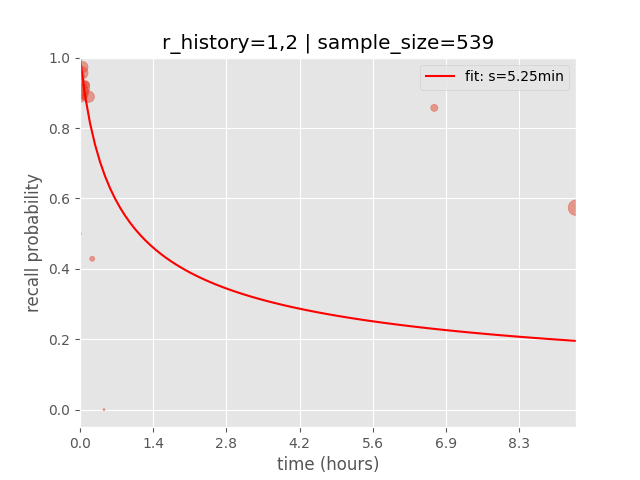 r_history=1,2 | sample_size=539
fit: s=5.25min
recall probability
1.0
0.8
0.6
0.4
0.2
0.0
0.0 1.4 2.8 4.2 5.6 6.9 8.3
time (hours)